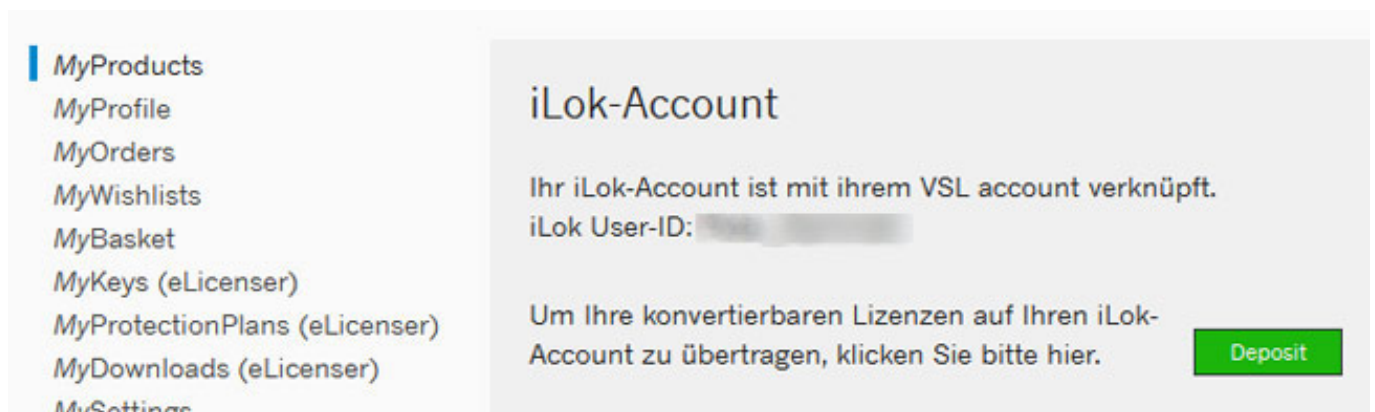 MyProducts
MyProfile
MyOrders
MyWishlists
MyBasket
MyKeys (eLicenser)
MyProtectionPlans (eLicenser)
MyDownloads (eLicenser)
MySettings
iLok-Account
Ihr iLok-Account ist mit ihrem VSL account verknüpft.
iLok User-ID:
Um Ihre konvertierbaren Lizenzen auf Ihren iLok-
Account zu übertragen, klicken Sie bitte hier.
Deposit